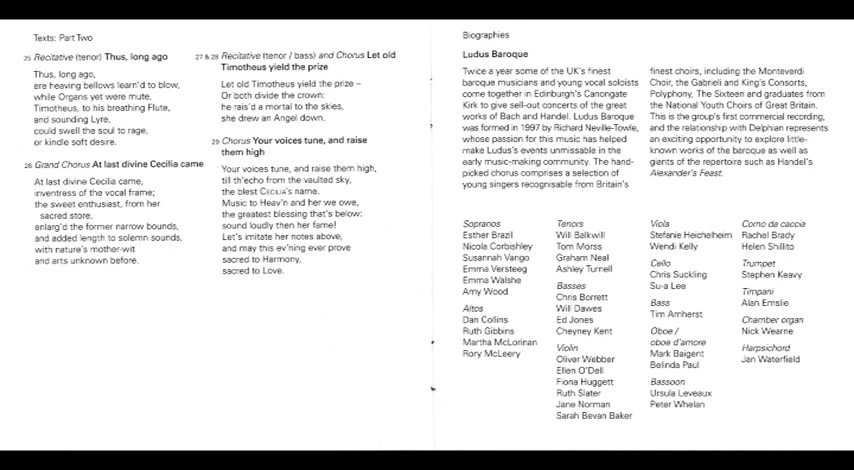 Texts: Part Two
25 Recitative (tenor) Thus, long ago
Thus, long ago,
ere heaving bellows learn'd to blow,
while Organs yet were mute,
Timotheus, to his breathing Flute,
and sounding Lyre,
could swell the soul to rage,
or kindle soft desire.
26 Grand Chorus At last divine Cecilia came
At last divine Cecilia came,
inventress of the vocal frame;
the sweet enthusiast, from her
sacred store,
enlarg'd the former narrow bounds,
and added length to solemn sounds,
with nature's mother-wit
and arts unknown before.
27 & 28 Recitative (tenor / bass) and Chorus Let old
Timotheus yield the prize
Let old Timotheus yield the prize –
Or both divide the crown:
he rais'd a mortal to the skies,
she drew an Angel down.
29 Chorus Your voices tune, and raise
them high
Your voices tune, and raise them high,
till th'echo from the vaulted sky,
the blest CECILIA's name.
Music to Heav'n and her we owe,
the greatest blessing that's below:
sound loudly then her fame!
Let's imitate her notes above,
and may this ev'ning ever prove
sacred to Harmony,
sacred to Love.
Biographies
Ludus Baroque
Twice a year some of the UK's finest
baroque musicians and young vocal soloists
come together in Edinburgh's Canongate
Kirk to give sell-out concerts of the great
works of Bach and Handel. Ludus Baroque
was formed in 1997 by Richard Neville-Towle,
whose passion for this music has helped
make Ludus's events unmissable in the
early music-making community. The hand-
picked chorus comprises a selection of
young singers recognisable from Britain's
finest choirs, including the Monteverdi
Choir, the Gabrieli and King's Consorts,
Polyphony, The Sixteen and graduates from
the National Youth Choirs of Great Britain.
This is the group's first commercial recording,
and the relationship with Delphian represents
an exciting opportunity to explore little-
known works of the baroque as well as
giants of the repertoire such as Handel's
Alexander's Feast.
Sopranos
Esther Brazil
Nicola Corbishley
Susannah Vango
Emma Versteeg
Emma Walshe
Amy Wood
Altos
Dan Collins
Ruth Gibbins
Martha McLorinan
Rory McLeery
Tenors
Will Balkwill
Tom Morss
Graham Neal
Ashley Turnell
Basses
Chris Borrett
Will Dawes
Ed Jones
Cheyney Kent
Violin
Oliver Webber
Ellen O'Dell
Fiona Huggett
Ruth Slater
Jane Norman
Sarah Bevan Baker
Viola
Stefanie Heichelheim
Wendi Kelly
Cello
Chris Suckling
Su-a Lee
Bass
Tim Amherst
Oboe /
oboe d'amore
Mark Baigent
Belinda Paul
Bassoon
Ursula Leveaux
Peter Whelan
Corno da caccia
Rachel Brady
Helen Shillito
Trumpet
Stephen Keavy
Timpani
Alan Emslie
Chamber organ
Nick Wearne
Harpsichord
Jan Waterfield